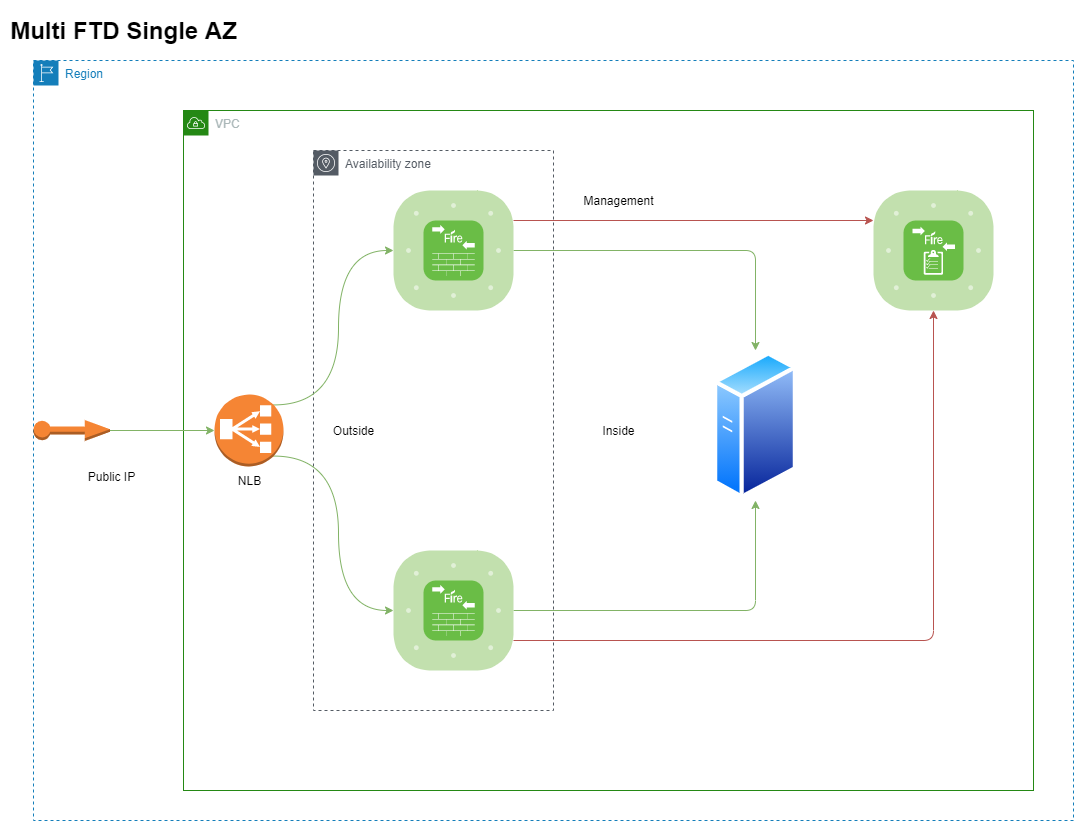 Multi FTD Single AZ
Region
VPC
Availability zone
Management
Fire
Fire
Outside
Inside
Public IP
NLB
Fire